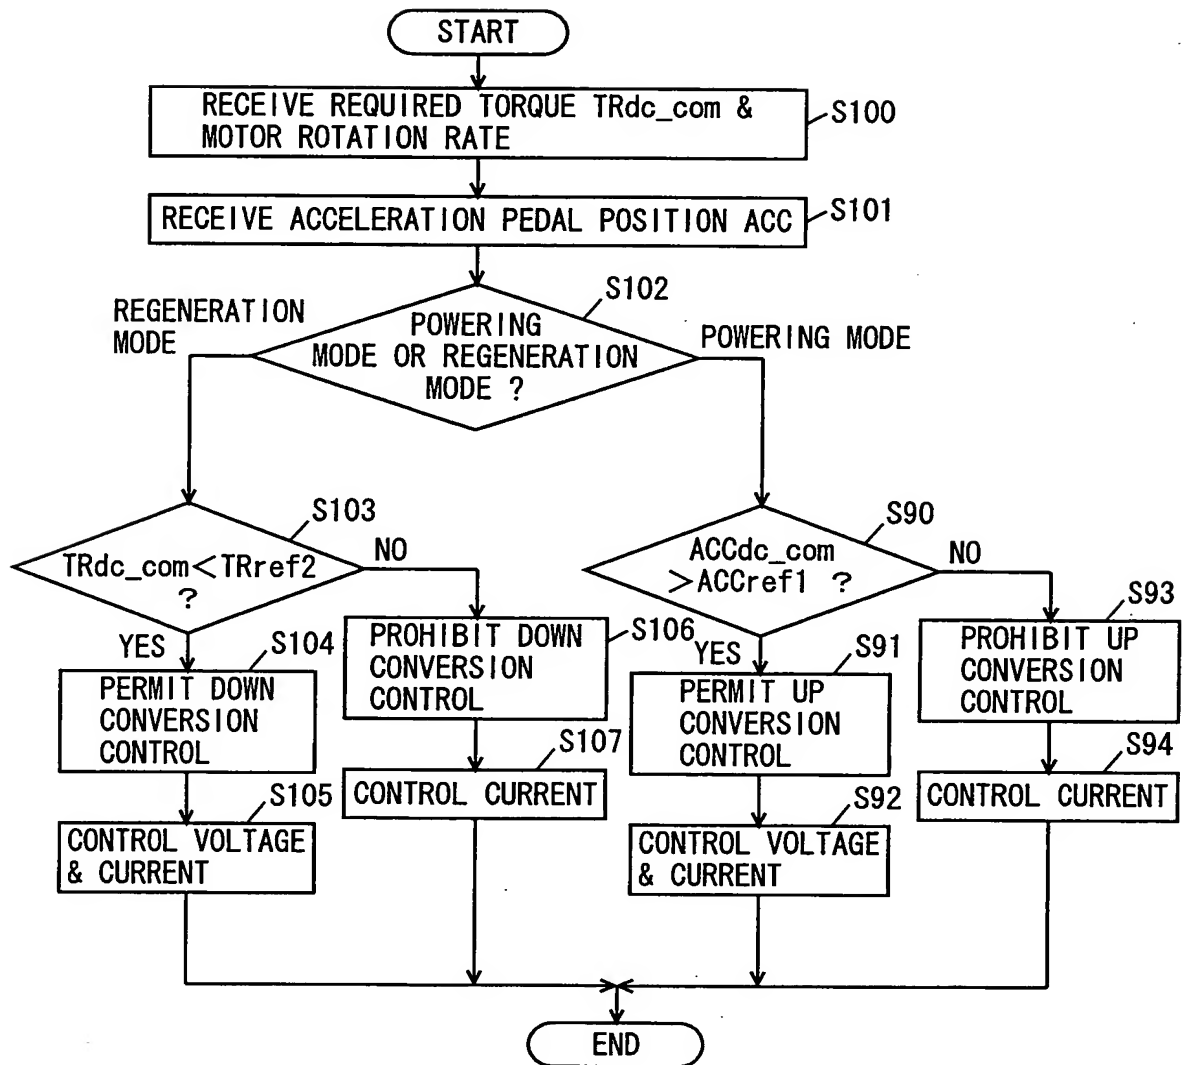 START
RECEIVE REQUIRED TORQUE TRdc_com &
MOTOR ROTATION RATE
S100
RECEIVE ACCELERATION PEDAL POSITION ACC
S101
S102
REGENERATION
MODE
POWERING
MODE OR REGENERATION
MODE ?
POWERING MODE
S103
TRdc_com<TRref2
?
NO
YES
S90
ACCdc_com
>ACCref1 ?
NO
YES
S104
PERMIT DOWN
CONVERSION
CONTROL
S106
PROHIBIT DOWN
CONVERSION
CONTROL
S91
PERMIT UP
CONVERSION
CONTROL
S93
PROHIBIT UP
CONVERSION
CONTROL
S105
CONTROL VOLTAGE
& CURRENT
S107
CONTROL CURRENT
S92
CONTROL VOLTAGE
& CURRENT
S94
CONTROL CURRENT
END